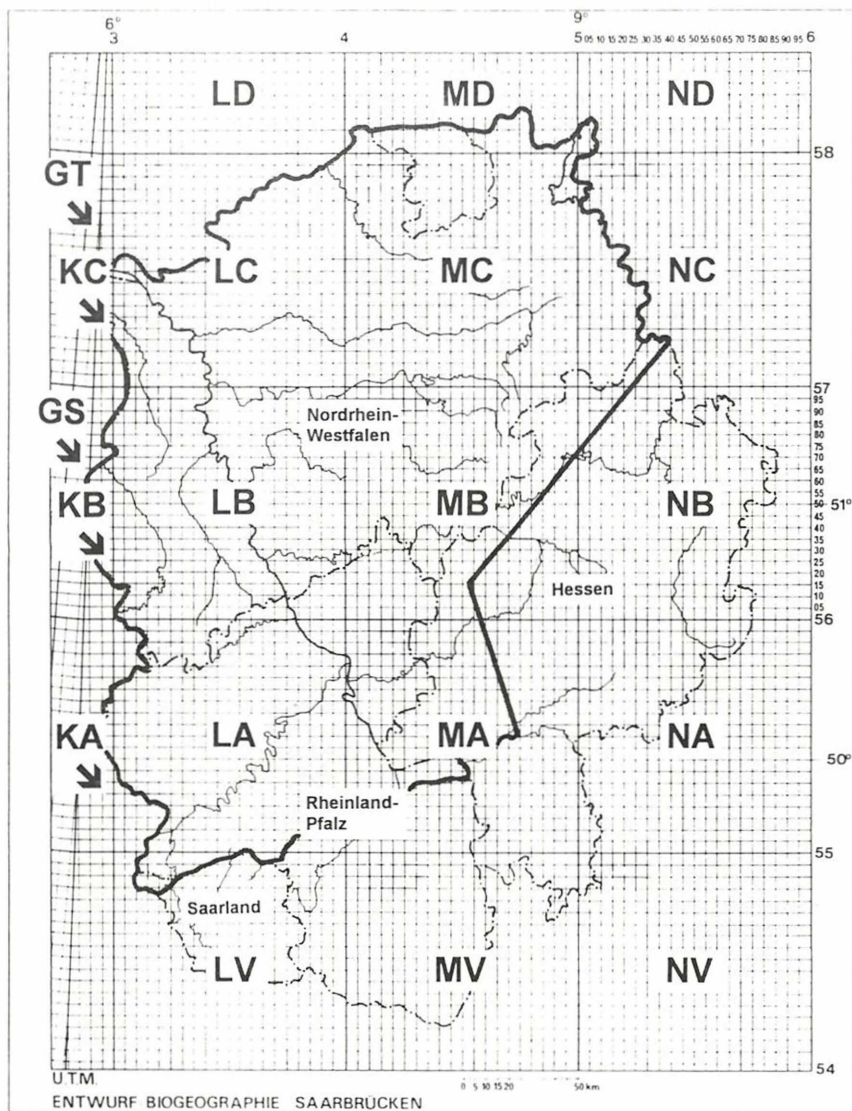 6° 9°
3 4 5 05 10 15 20 25 30 35 40 45 50 55 60 65 70 75 80 85 90 95 6
LD MD ND
58
GT
KC LC MC NC
57
95
90
85
80
75
70
65
60
55
50
45
40
35
30
25
20
15
10
05
GS
Nordrhein-
Westfalen
KB LB MB NB 51°
Hessen
56
KA LA MA NA
50°
Rheinland-
Pfalz
55
Saarland
LV MV NV
54
U.T.M. 0 5 10 15 20 50 km
ENTWURF BIOGEOGRAPHIE SAARBRÜCKEN